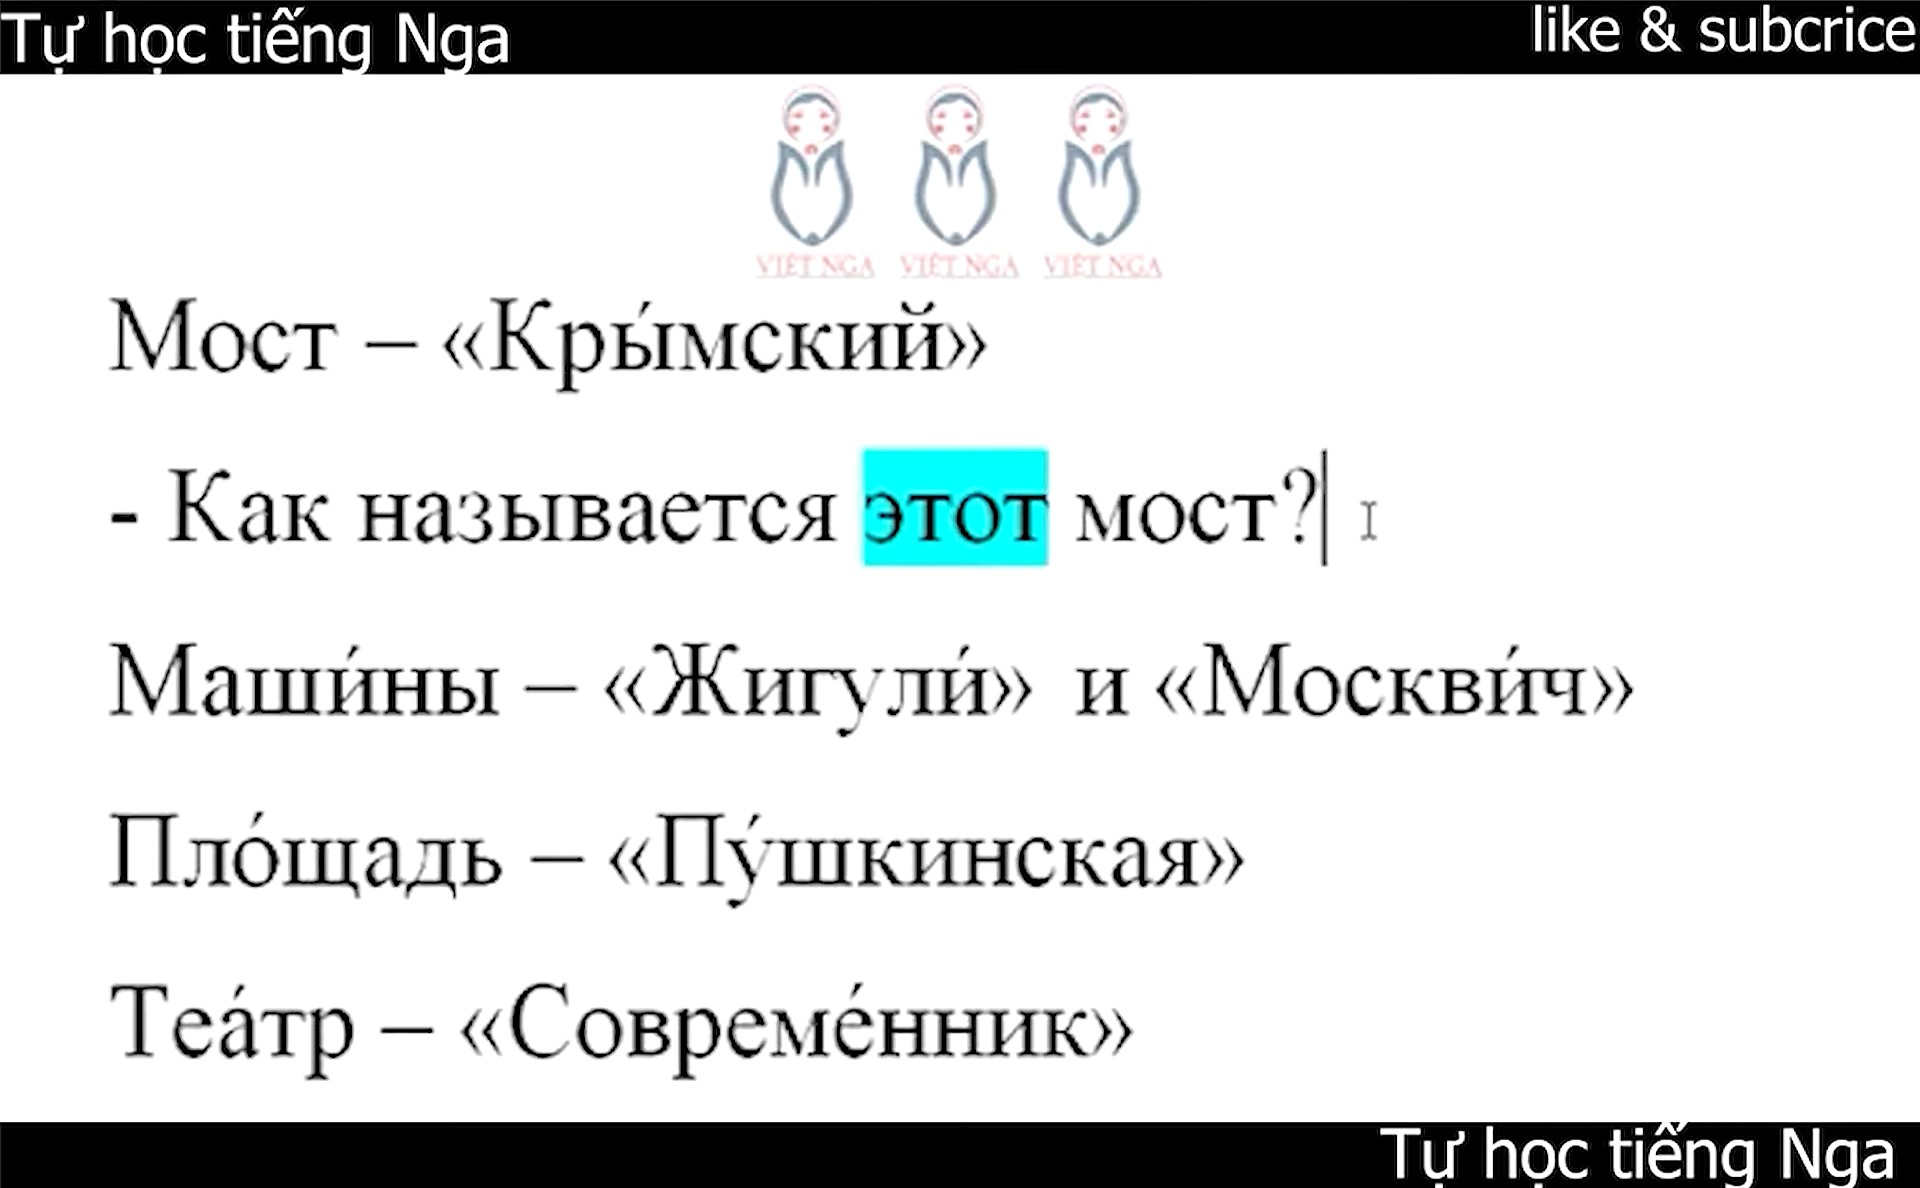 Tự học tiếng Nga
like & subcrice
VIỆT NGA VIỆT NGA VIỆT NGA
Мост – «Кры́мский»
- Как называется этот мост?
Маши́ны – «Жигули́» и «Москви́ч»
Пло́щадь – «Пу́шкинская»
Теа́тр – «Совреме́нник»
Tự học tiếng Nga